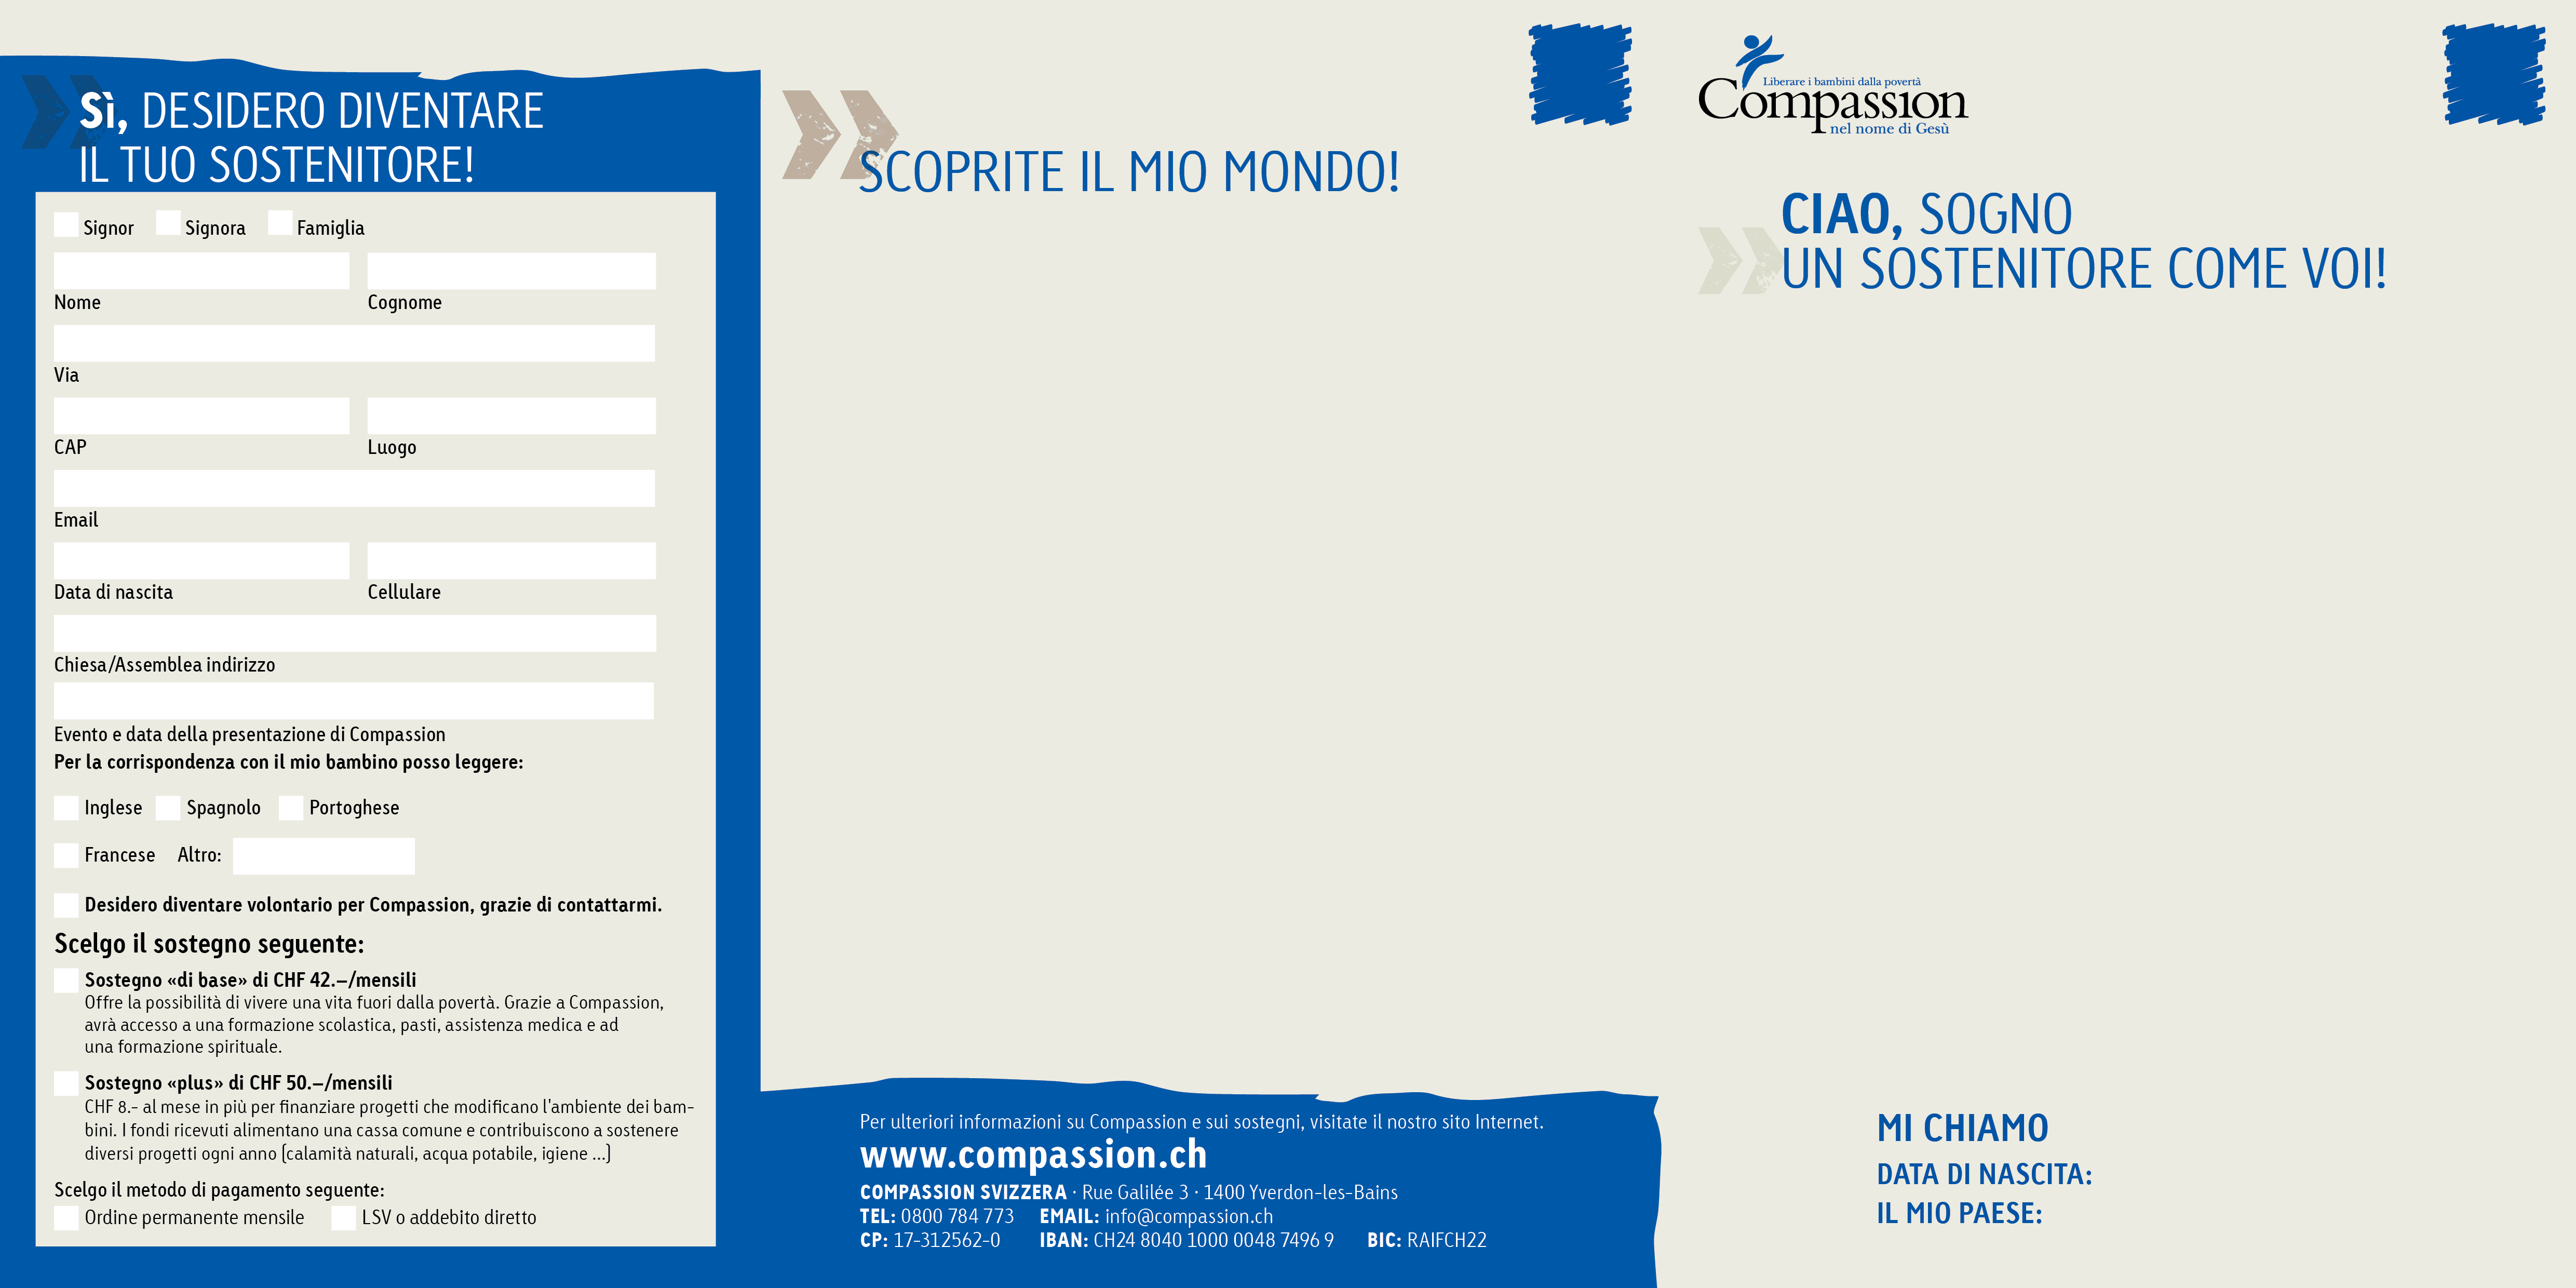 Sì, DESIDERO DIVENTARE
IL TUO SOSTENITORE!
Signor Signora Famiglia
Nome Cognome
Via
CAP Luogo
Email
Data di nascita Cellulare
Chiesa/Assemblea indirizzo
Evento e data della presentazione di Compassion
Per la corrispondenza con il mio bambino posso leggere:
Inglese Spagnolo Portoghese
Francese Altro:
Desidero diventare volontario per Compassion, grazie di contattarmi.
Scelgo il sostegno seguente:
Sostegno «di base» di CHF 42.–/mensili
Offre la possibilità di vivere una vita fuori dalla povertà. Grazie a Compassion,
avrà accesso a una formazione scolastica, pasti, assistenza medica e ad
una formazione spirituale.
Sostegno «plus» di CHF 50.–/mensili
CHF 8.- al mese in più per finanziare progetti che modificano l'ambiente dei bam-
bini. I fondi ricevuti alimentano una cassa comune e contribuiscono a sostenere
diversi progetti ogni anno (calamità naturali, acqua potabile, igiene ...)
Scelgo il metodo di pagamento seguente:
Ordine permanente mensile LSV o addebito diretto
SCOPRITE IL MIO MONDO!
Per ulteriori informazioni su Compassion e sui sostegni, visitate il nostro sito Internet.
www.compassion.ch
COMPASSION SVIZZERA · Rue Galilée 3 · 1400 Yverdon-les-Bains
TEL: 0800 784 773 EMAIL: info@compassion.ch
CP: 17-312562-0 IBAN: CH24 8040 1000 0048 7496 9 BIC: RAIFCH22
Liberare i bambini dalla povertà
Compassion
nel nome di Gesù
CIAO, SOGNO
UN SOSTENITORE COME VOI!
MI CHIAMO
DATA DI NASCITA:
IL MIO PAESE: